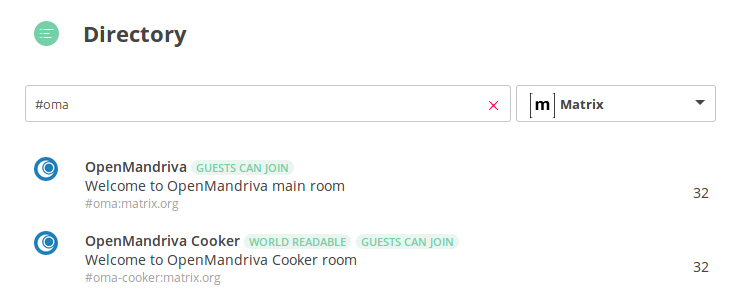 Directory
#oma
[m] Matrix
OpenMandriva GUESTS CAN JOIN
Welcome to OpenMandriva main room
32
#oma:matrix.org
OpenMandriva Cooker WORLD READABLE GUESTS CAN JOIN
Welcome to OpenMandriva Cooker room
32
#oma-cooker:matrix.org